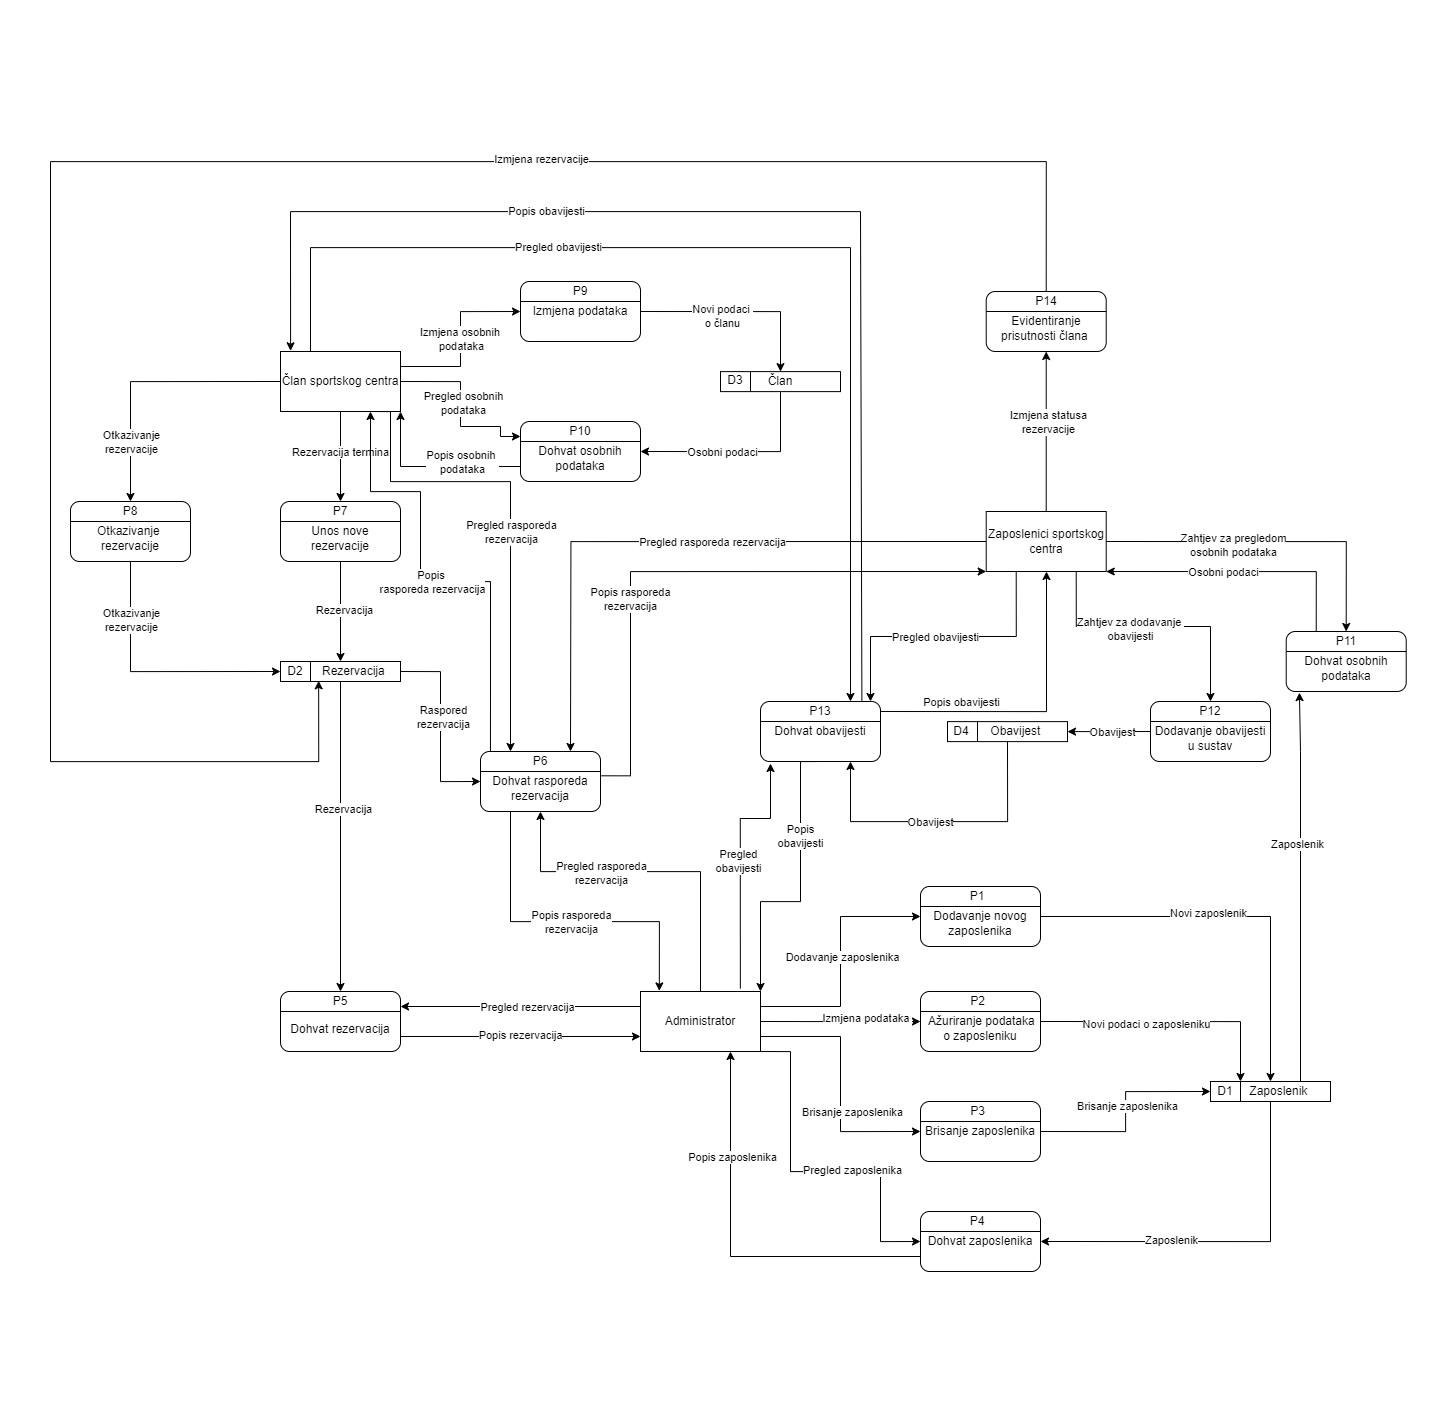 Izmjena rezervacije
Popis obavijesti
Pregled obavijesti
P9
Izmjena podataka
Novi podaci
o članu
P14
Evidentiranje
prisutnosti člana
Izmjena osobnih
podataka
Član sportskog centra
D3
Član
Pregled osobnih
podataka
Izmjena statusa
rezervacije
P10
Dohvat osobnih
podataka
Otkazivanje
rezervacije
Rezervacija termina
Popis osobnih
podataka
Osobni podaci
P8
Otkazivanje
rezervacije
P7
Unos nove
rezervacije
Pregled rasporeda
rezervacija
Pregled rasporeda rezervacija
Zaposlenici sportskog
centra
Zahtjev za pregledom
osobnih podataka
Osobni podaci
Popis
rasporeda rezervacija
Popis rasporeda
rezervacija
Otkazivanje
rezervacije
Rezervacija
Pregled obavijesti
Zahtjev za dodavanje
obavijesti
P11
Dohvat osobnih
podataka
D2
Rezervacija
Raspored
rezervacija
P13
Dohvat obavijesti
Popis obavijesti
D4
Obavijest
Obavijest
P12
Dodavanje obavijesti
u sustav
P6
Dohvat rasporeda
rezervacija
Rezervacija
Obavijest
Popis
obavijesti
Pregled
obavijesti
Zaposlenik
Pregled rasporeda
rezervacija
P1
Dodavanje novog
zaposlenika
Novi zaposlenik
Popis rasporeda
rezervacija
Dodavanje zaposlenika
P5
Dohvat rezervacija
Pregled rezervacija
Popis rezervacija
Administrator
Izmjena podataka
P2
Ažuriranje podataka
o zaposleniku
Novi podaci o zaposleniku
D1
Zaposlenik
Brisanje zaposlenika
P3
Brisanje zaposlenika
Brisanje zaposlenika
Popis zaposlenika
Pregled zaposlenika
P4
Dohvat zaposlenika
Zaposlenik